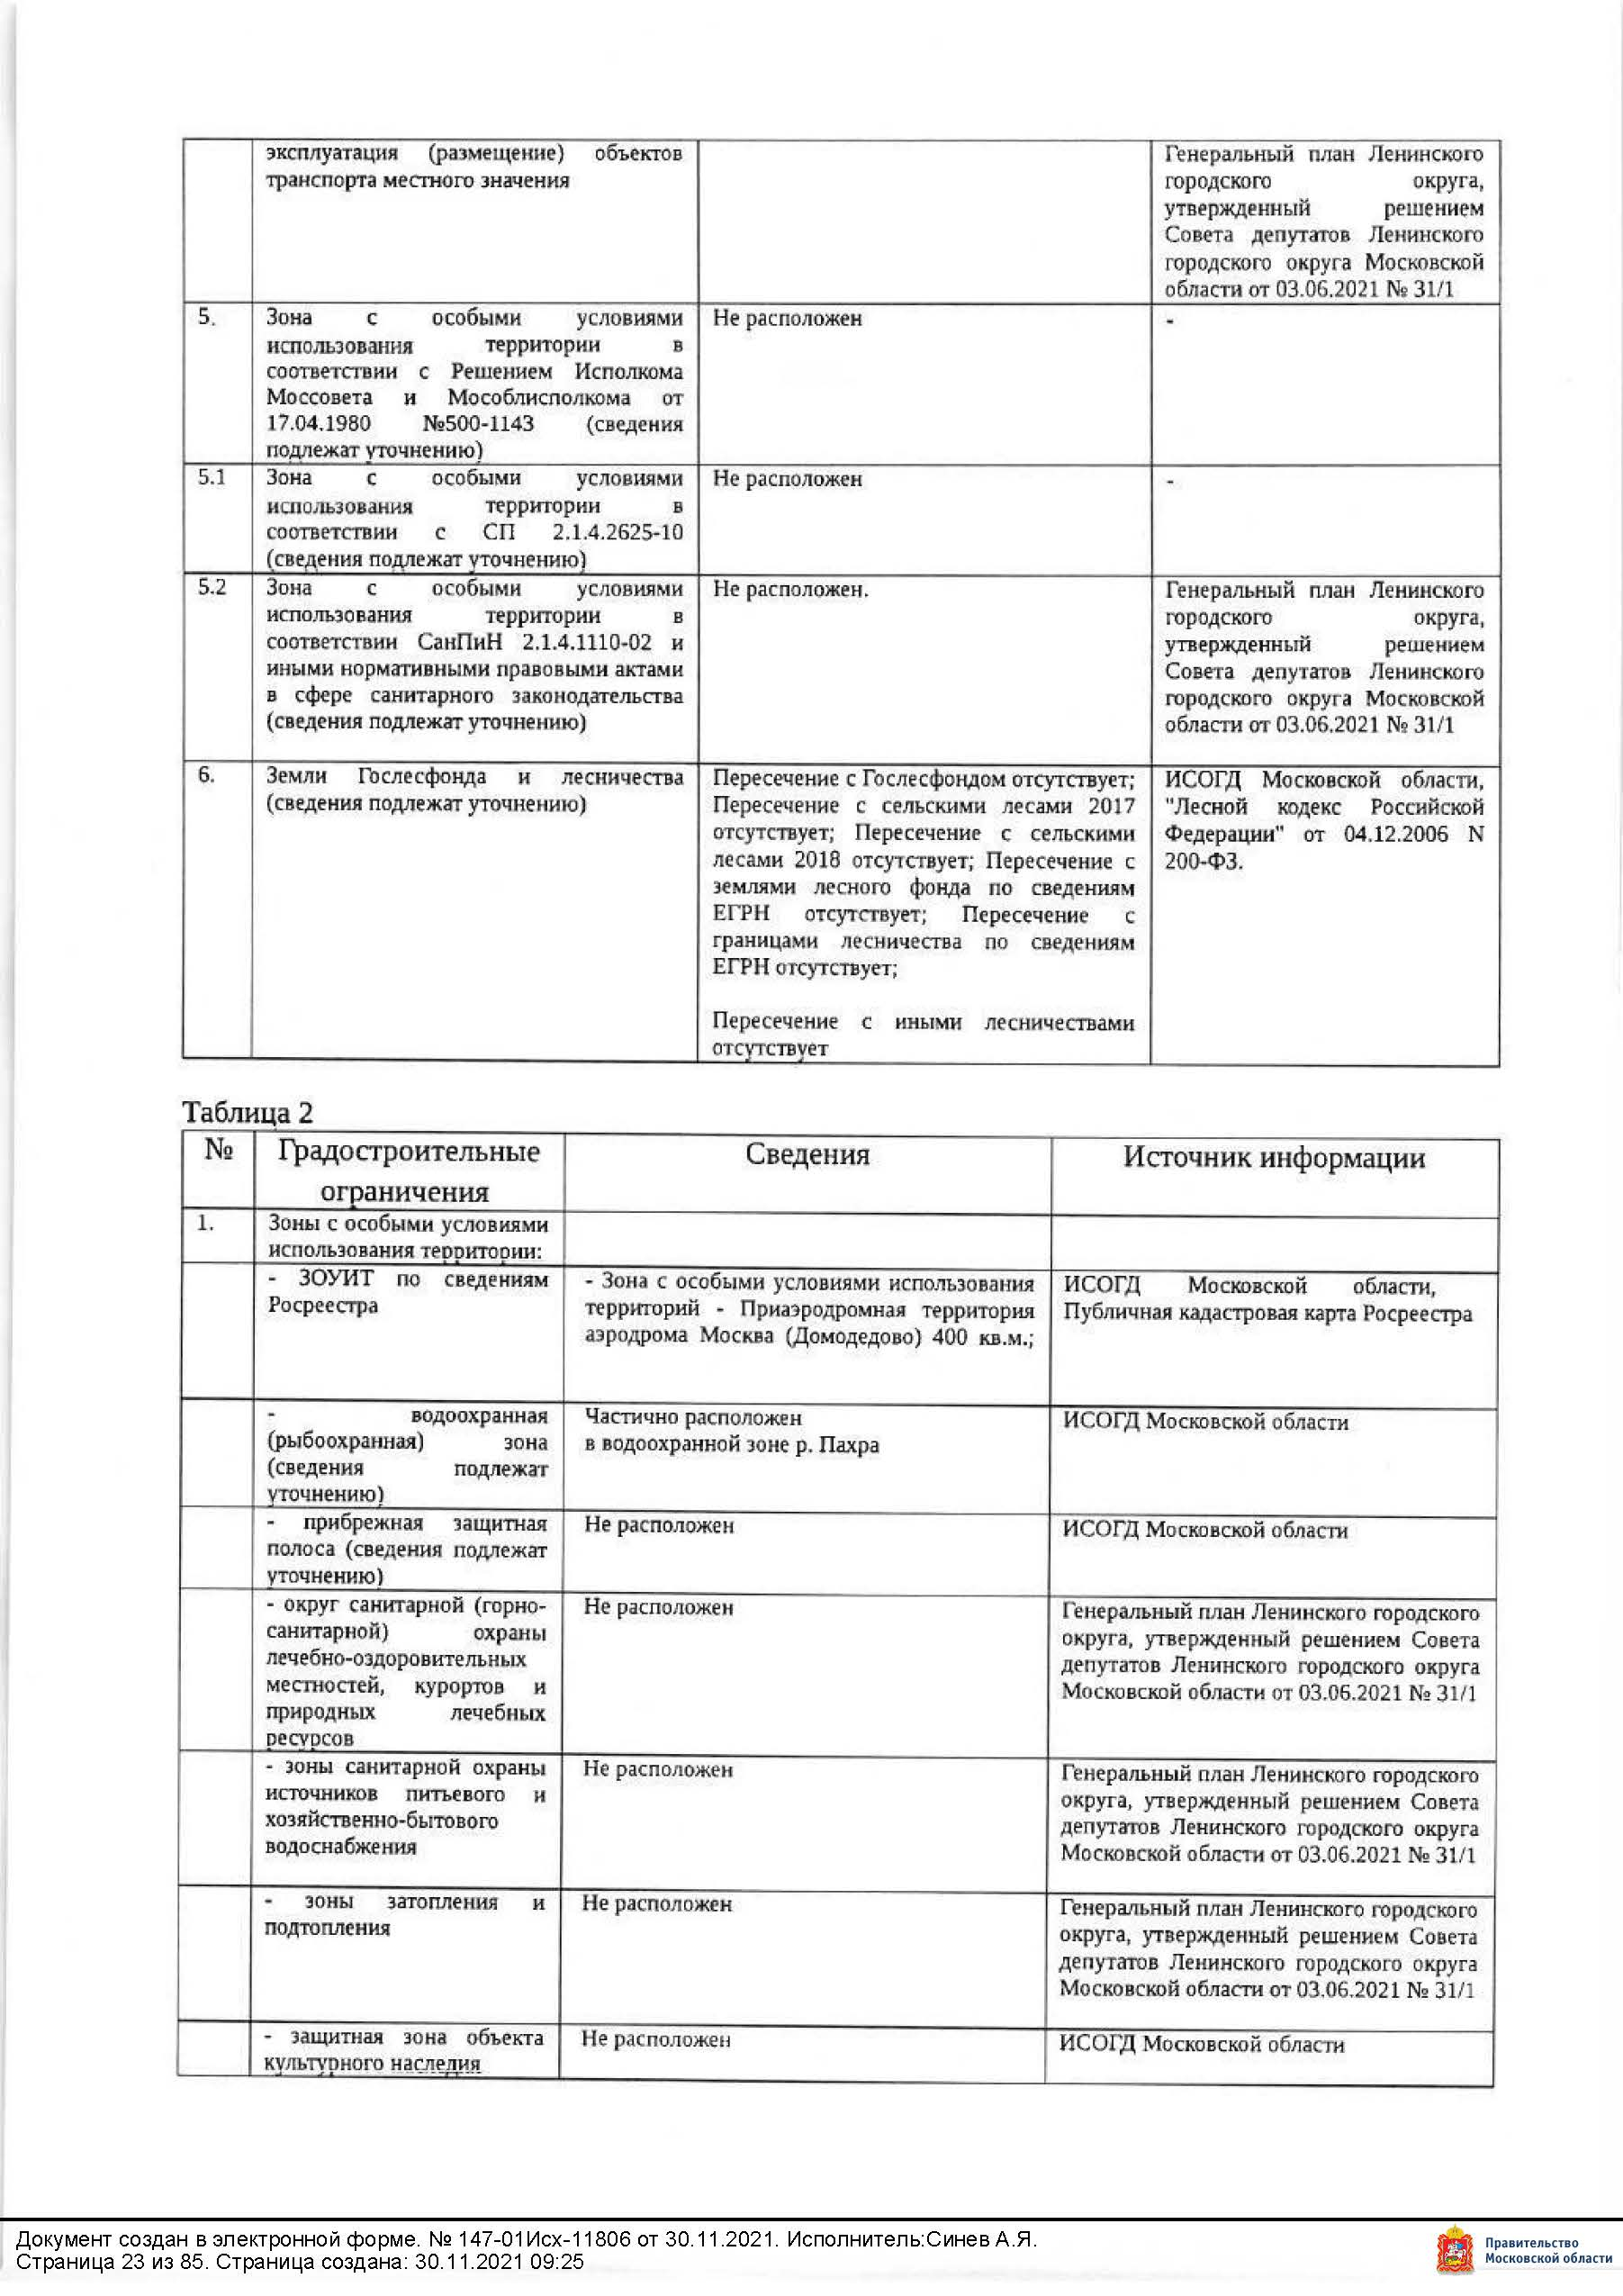 эксплуатация (размещение) объектов
транспорта местного значения
Генеральный план Ленинского
городского округа,
утвержденный решением
Совета депутатов Ленинского
городского округа Московской
области от 03.06.2021 № 31/1
5.
Зона с особыми условиями
использования территории в
соответствии с Решением Исполкома
Моссовета и Мособлисполкома от
17.04.1980 №500-1143 (сведения
подлежат уточнению)
Не расположен
-
5.1
Зона с особыми условиями
использования территории в
соответствии с СП 2.1.4.2625-10
(сведения подлежат уточнению)
Не расположен
-
5.2
Зона с особыми условиями
использования территории в
соответствии СанПиН 2.1.4.1110-02 и
иными нормативными правовыми актами
в сфере санитарного законодательства
(сведения подлежат уточнению)
Не расположен.
Генеральный план Ленинского
городского округа,
утвержденный решением
Совета депутатов Ленинского
городского округа Московской
области от 03.06.2021 № 31/1
6.
Земли Гослесфонда и лесничества
(сведения подлежат уточнению)
Пересечение с Гослесфондом отсутствует;
Пересечение с сельскими лесами 2017
отсутствует; Пересечение с сельскими
лесами 2018 отсутствует; Пересечение с
землями лесного фонда по сведениям
ЕГРН отсутствует; Пересечение с
границами лесничества по сведениям
ЕГРН отсутствует;
Пересечение с иными лесничествами
отсутствует
ИСОГД Московской области,
"Лесной кодекс Российской
Федерации" от 04.12.2006 N
200-ФЗ.
Таблица 2
№
Градостроительные
ограничения
Сведения
Источник информации
1.
Зоны с особыми условиями
использования территории:
- ЗОУИТ по сведениям
Росреестра
- Зона с особыми условиями использования
территорий - Приаэродромная территория
аэродрома Москва (Домодедово) 400 кв.м.;
ИСОГД Московской области,
Публичная кадастровая карта Росреестра
- водоохранная
(рыбоохранная) зона
(сведения подлежат
уточнению)
Частично расположен
в водоохранной зоне р. Пахра
ИСОГД Московской области
- прибрежная защитная
полоса (сведения подлежат
уточнению)
Не расположен
ИСОГД Московской области
- округ санитарной (горно-
санитарной) охраны
лечебно-оздоровительных
местностей, курортов и
природных лечебных
ресурсов
Не расположен
Генеральный план Ленинского городского
округа, утвержденный решением Совета
депутатов Ленинского городского округа
Московской области от 03.06.2021 № 31/1
- зоны санитарной охраны
источников питьевого и
хозяйственно-бытового
водоснабжения
Не расположен
Генеральный план Ленинского городского
округа, утвержденный решением Совета
депутатов Ленинского городского округа
Московской области от 03.06.2021 № 31/1
- зоны затопления и
подтопления
Не расположен
Генеральный план Ленинского городского
округа, утвержденный решением Совета
депутатов Ленинского городского округа
Московской области от 03.06.2021 № 31/1
- защитная зона объекта
культурного наследия
Не расположен
ИСОГД Московской области
Документ создан в электронной форме. № 147-01Исх-11806 от 30.11.2021. Исполнитель:Синев А.Я.
Страница 23 из 85. Страница создана: 30.11.2021 09:25
Правительство
Московской области